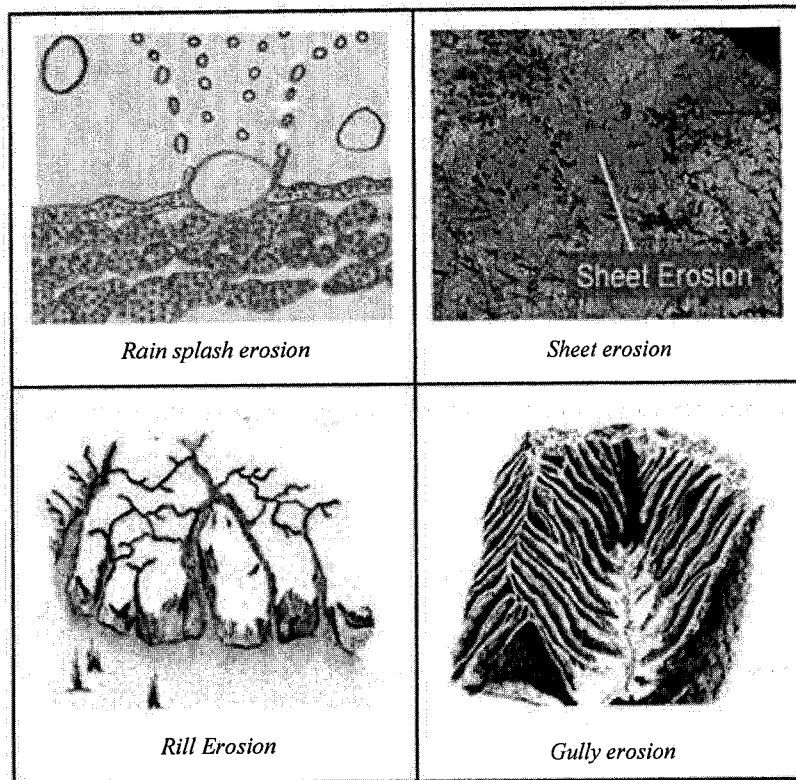 Rain splash erosion
Sheet Erosion
Sheet erosion
Rill Erosion
Gully erosion